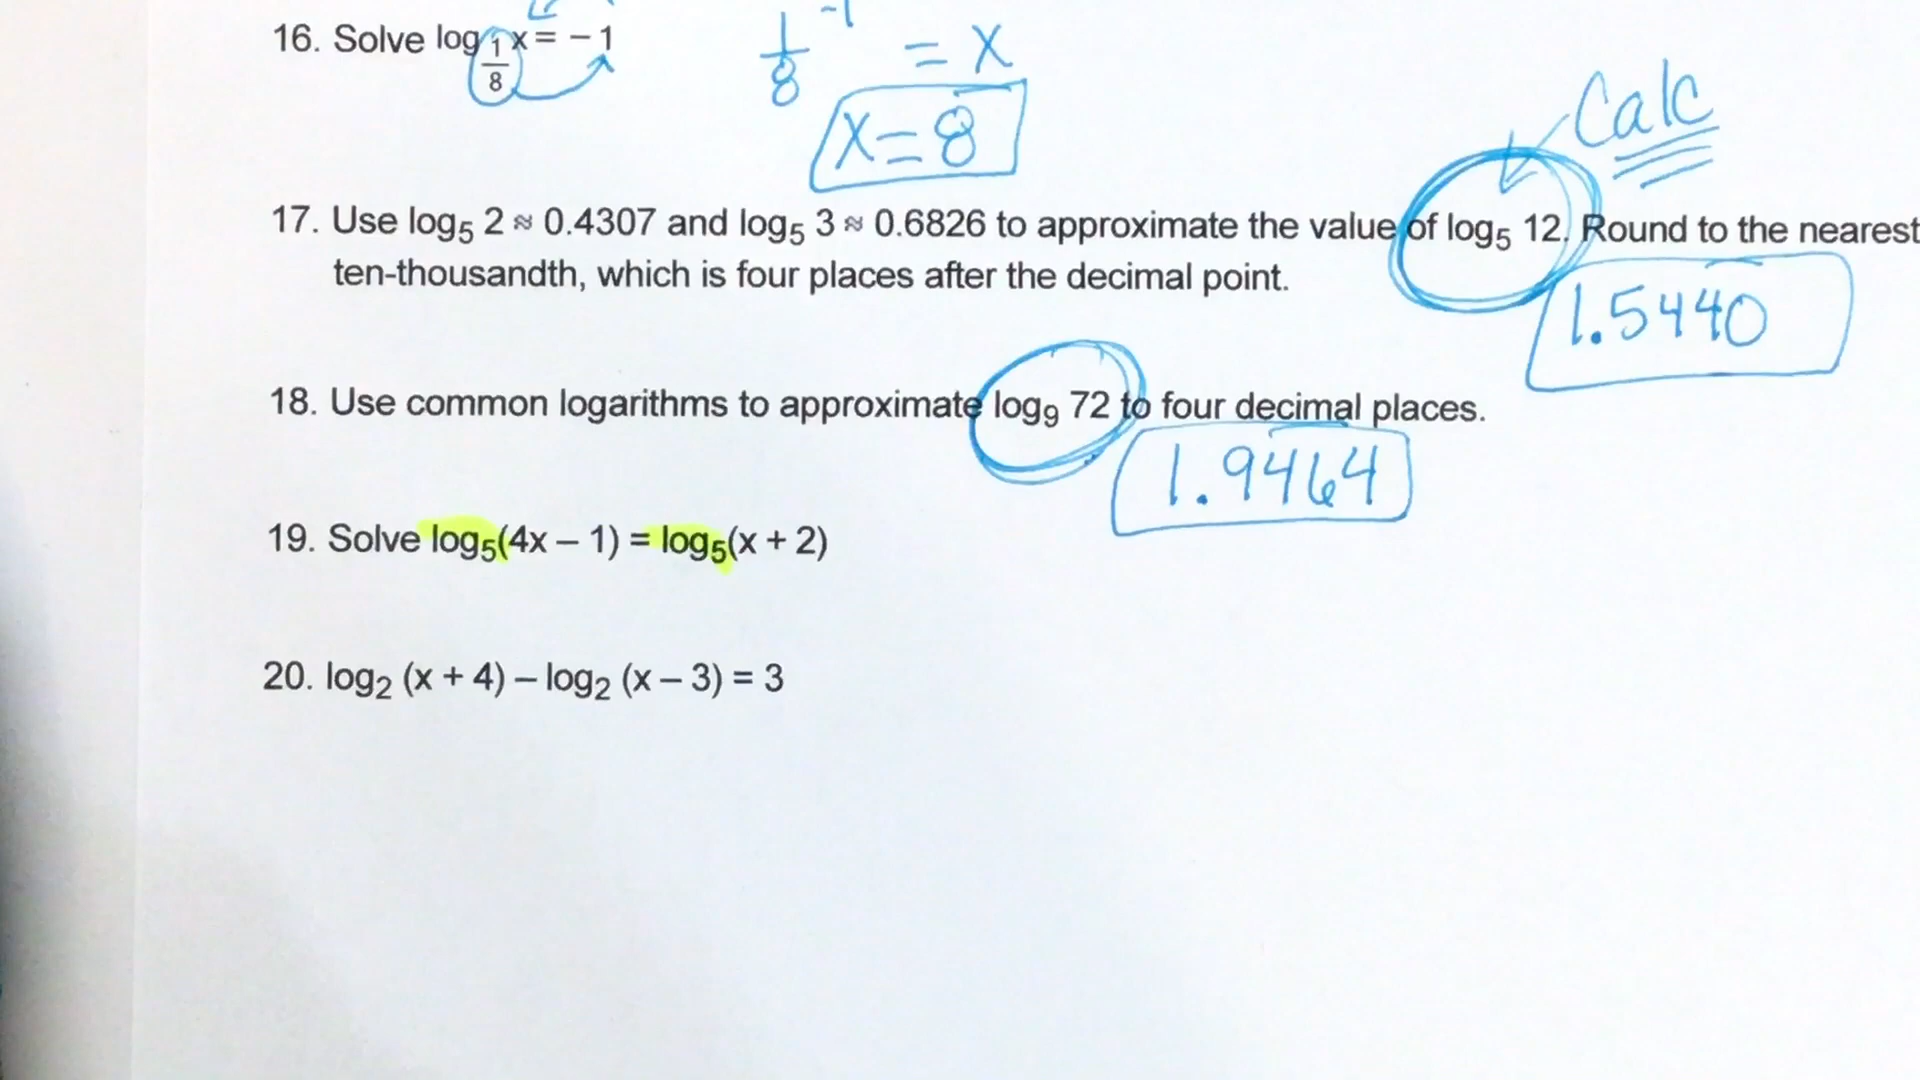 16. Solve log 1/8 x = – 1
1/8 -1 = x
x = 8
Calc
17. Use log5 2 ≈ 0.4307 and log5 3 ≈ 0.6826 to approximate the value of log5 12. Round to the nearest
ten-thousandth, which is four places after the decimal point.
1.5440
18. Use common logarithms to approximate log9 72 to four decimal places.
1.9464
19. Solve log5(4x – 1) = log5(x + 2)
20. log2 (x + 4) – log2 (x – 3) = 3